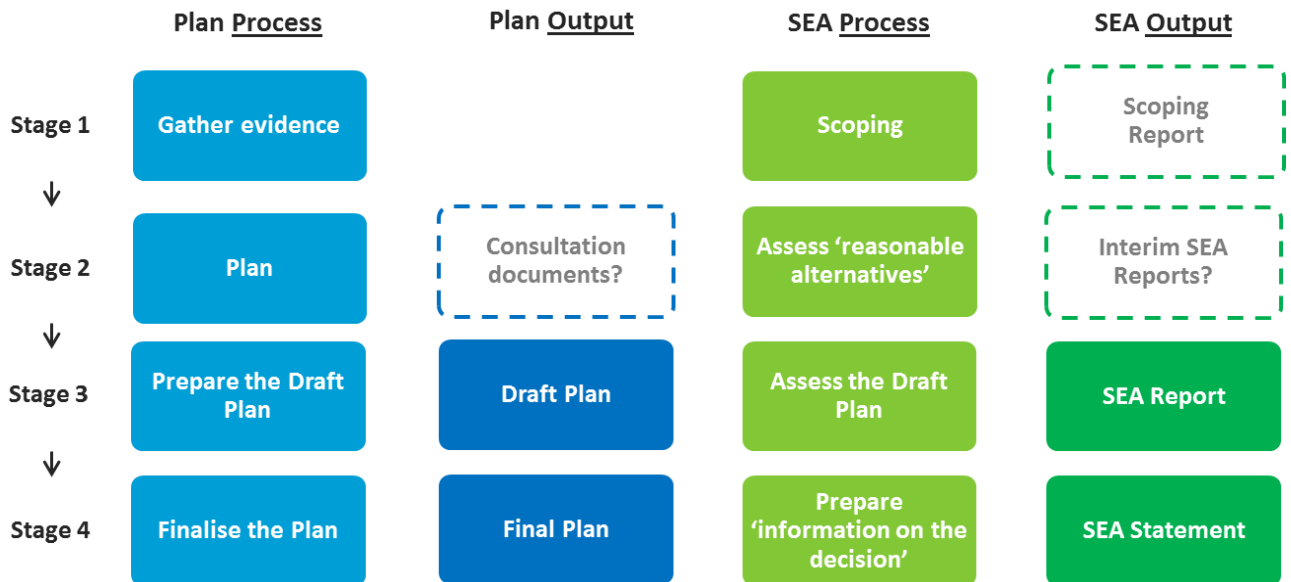 Plan Process
Plan Output
SEA Process
SEA Output
Stage 1
Gather evidence
Scoping
Scoping
Report
Stage 2
Plan
Consultation
documents?
Assess ‘reasonable
alternatives’
Interim SEA
Reports?
Stage 3
Prepare the Draft
Plan
Draft Plan
Assess the Draft
Plan
SEA Report
Stage 4
Finalise the Plan
Final Plan
Prepare
‘information on the
decision’
SEA Statement